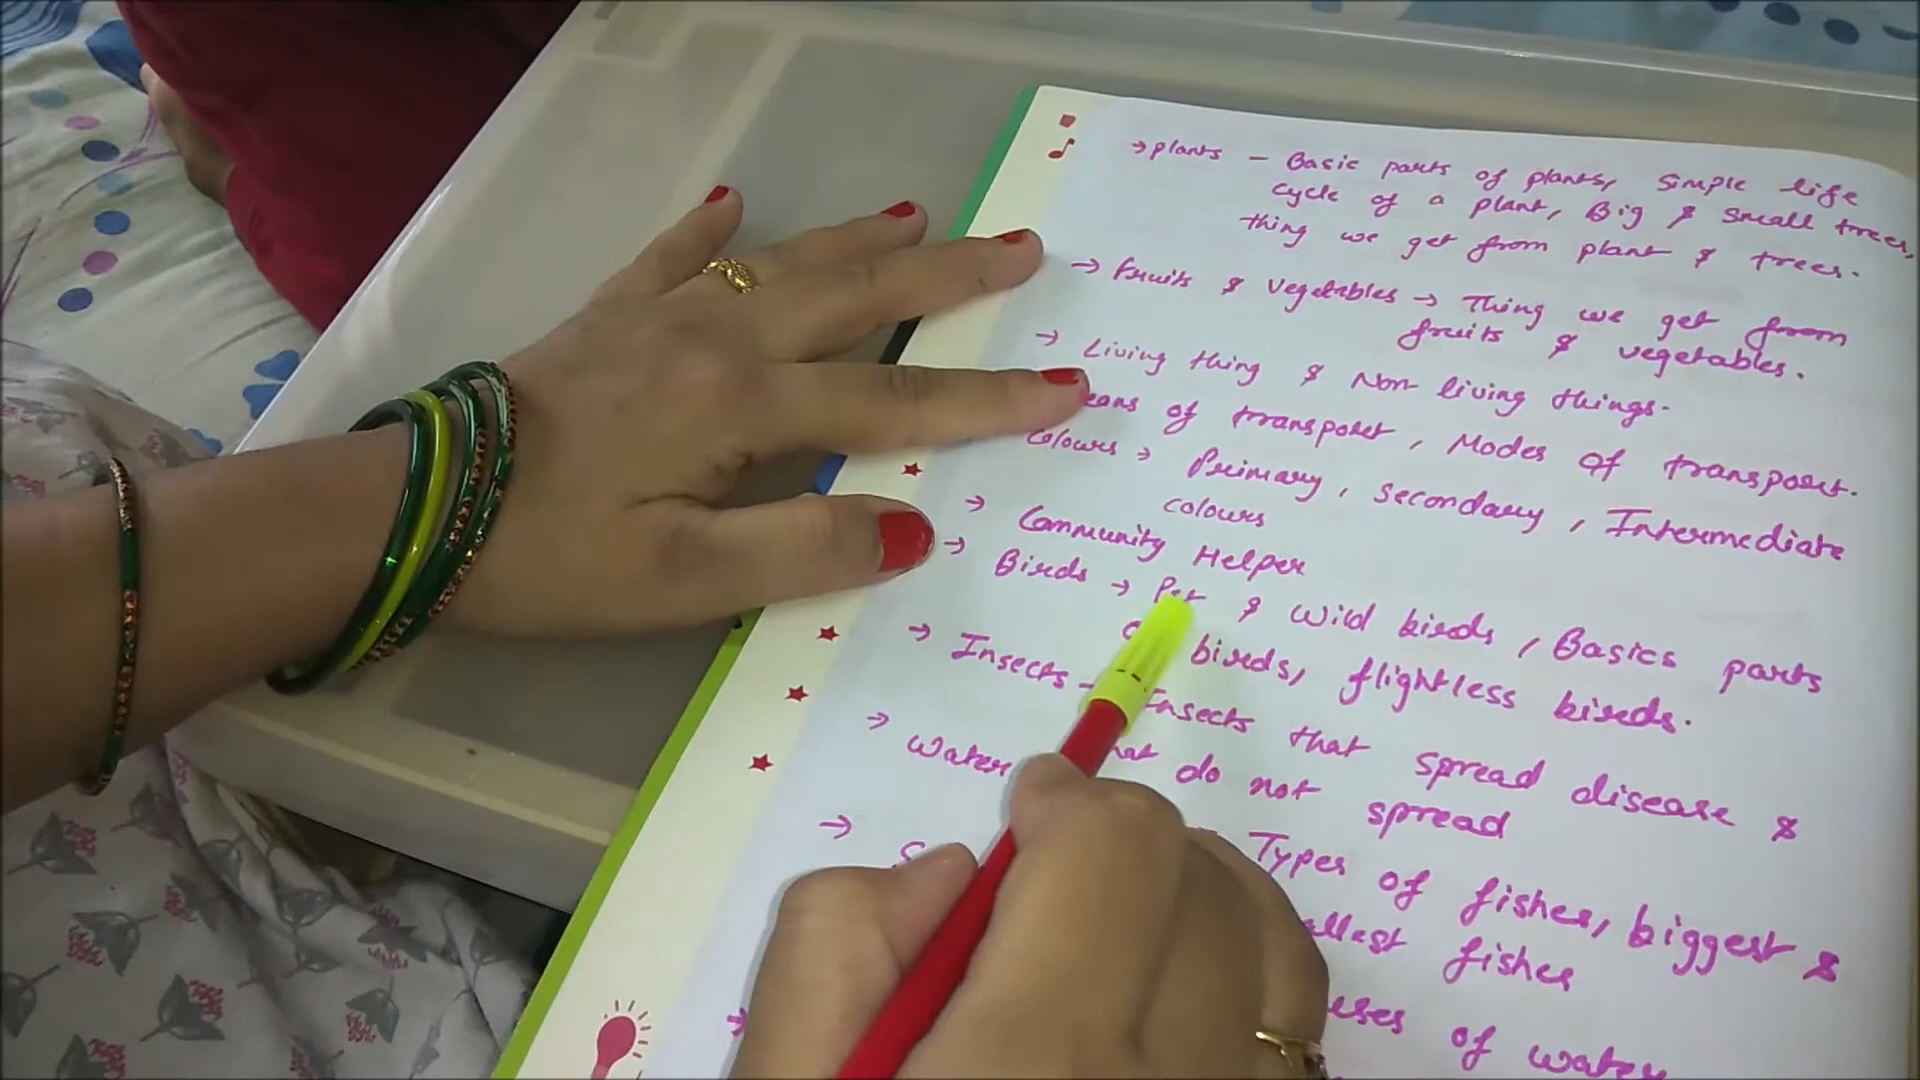 → plants - Basic parts of plants, Simple life
cycle of a plant, Big & small trees,
thing we get from plant & trees.
→ fruits & vegetables → Thing we get from
fruits & vegetables.
→ Living thing & Non-living things.
of transport, Modes of transport.
Colours → Primary, secondary, Intermediate
colours
→ Community Helper
→ Birds → Pet & Wild birds, Basics parts
birds, flightless birds.
→ Insects - Insects that spread disease &
do not spread
→ Water
Types of fishes, biggest &
fishes
→
of water